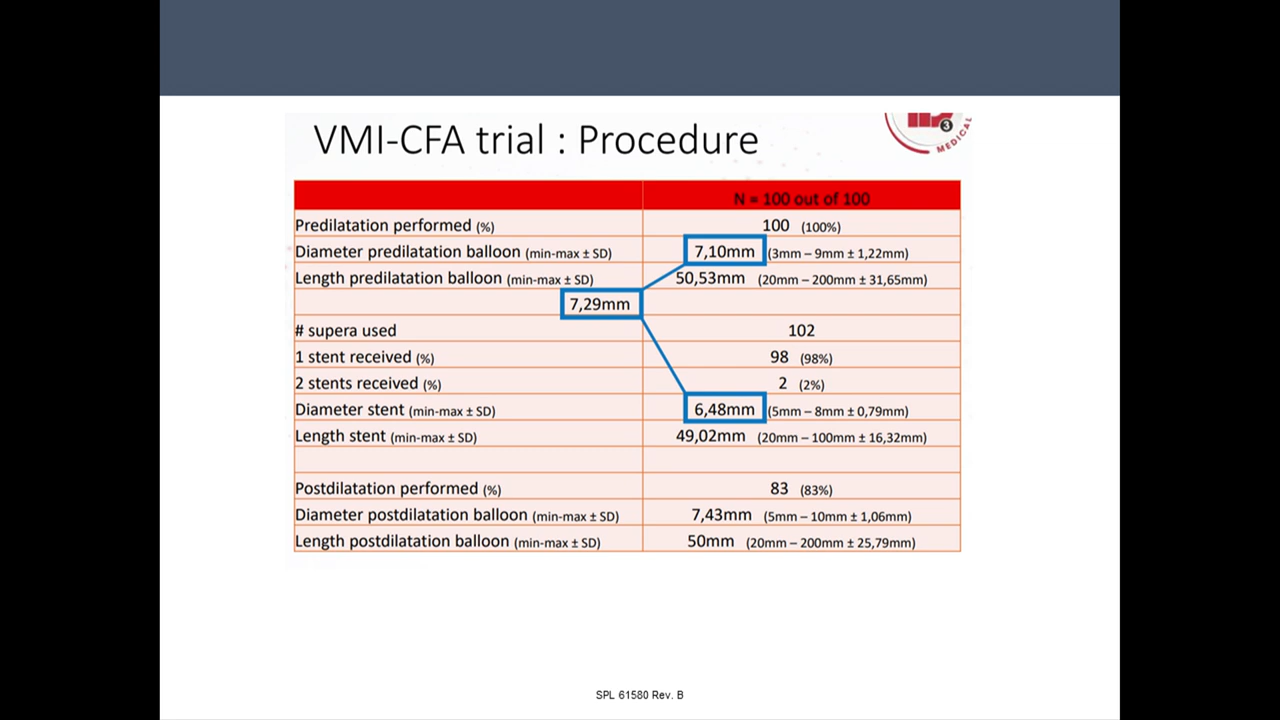 VMI-CFA trial : Procedure
3
MEDICAL
N = 100 out of 100
Predilatation performed (%) 100 (100%)
Diameter predilatation balloon (min-max ± SD) 7,10mm (3mm – 9mm ± 1,22mm)
Length predilatation balloon (min-max ± SD) 50,53mm (20mm – 200mm ± 31,65mm)
7,29mm
# supera used 102
1 stent received (%) 98 (98%)
2 stents received (%) 2 (2%)
Diameter stent (min-max ± SD) 6,48mm (5mm – 8mm ± 0,79mm)
Length stent (min-max ± SD) 49,02mm (20mm – 100mm ± 16,32mm)
Postdilatation performed (%) 83 (83%)
Diameter postdilatation balloon (min-max ± SD) 7,43mm (5mm – 10mm ± 1,06mm)
Length postdilatation balloon (min-max ± SD) 50mm (20mm – 200mm ± 25,79mm)
SPL 61580 Rev. B